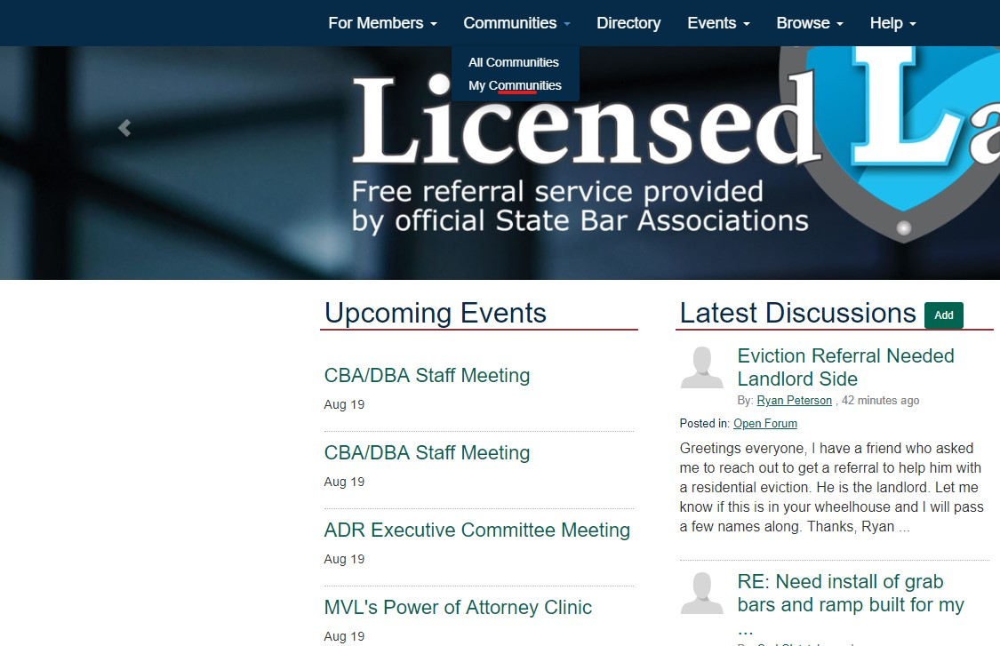 For Members Communities Directory Events Browse Help
All Communities
My Communities
Licensed La
Free referral service provided
by official State Bar Associations
Upcoming Events
CBA/DBA Staff Meeting
Aug 19
CBA/DBA Staff Meeting
Aug 19
ADR Executive Committee Meeting
Aug 19
MVL's Power of Attorney Clinic
Aug 19
Latest Discussions Add
Eviction Referral Needed
Landlord Side
By: Ryan Peterson , 42 minutes ago
Posted in: Open Forum
Greetings everyone, I have a friend who asked
me to reach out to get a referral to help him with
a residential eviction. He is the landlord. Let me
know if this is in your wheelhouse and I will pass
a few names along. Thanks, Ryan ...
RE: Need install of grab
bars and ramp built for my
...